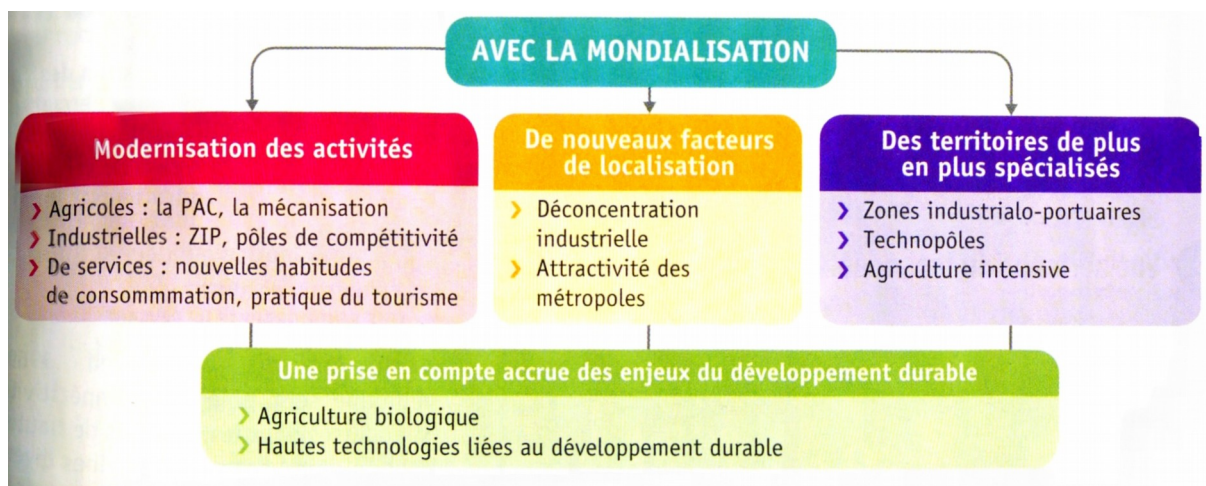 AVEC LA MONDIALISATION
Modernisation des activités
❯ Agricoles : la PAC, la mécanisation
❯ Industrielles : ZIP, pôles de compétitivité
❯ De services : nouvelles habitudes
de consommmation, pratique du tourisme
De nouveaux facteurs
de localisation
❯ Déconcentration
industrielle
❯ Attractivité des
métropoles
Des territoires de plus
en plus spécialisés
❯ Zones industrialo-portuaires
❯ Technopôles
❯ Agriculture intensive
Une prise en compte accrue des enjeux du développement durable
❯ Agriculture biologique
❯ Hautes technologies liées au développement durable